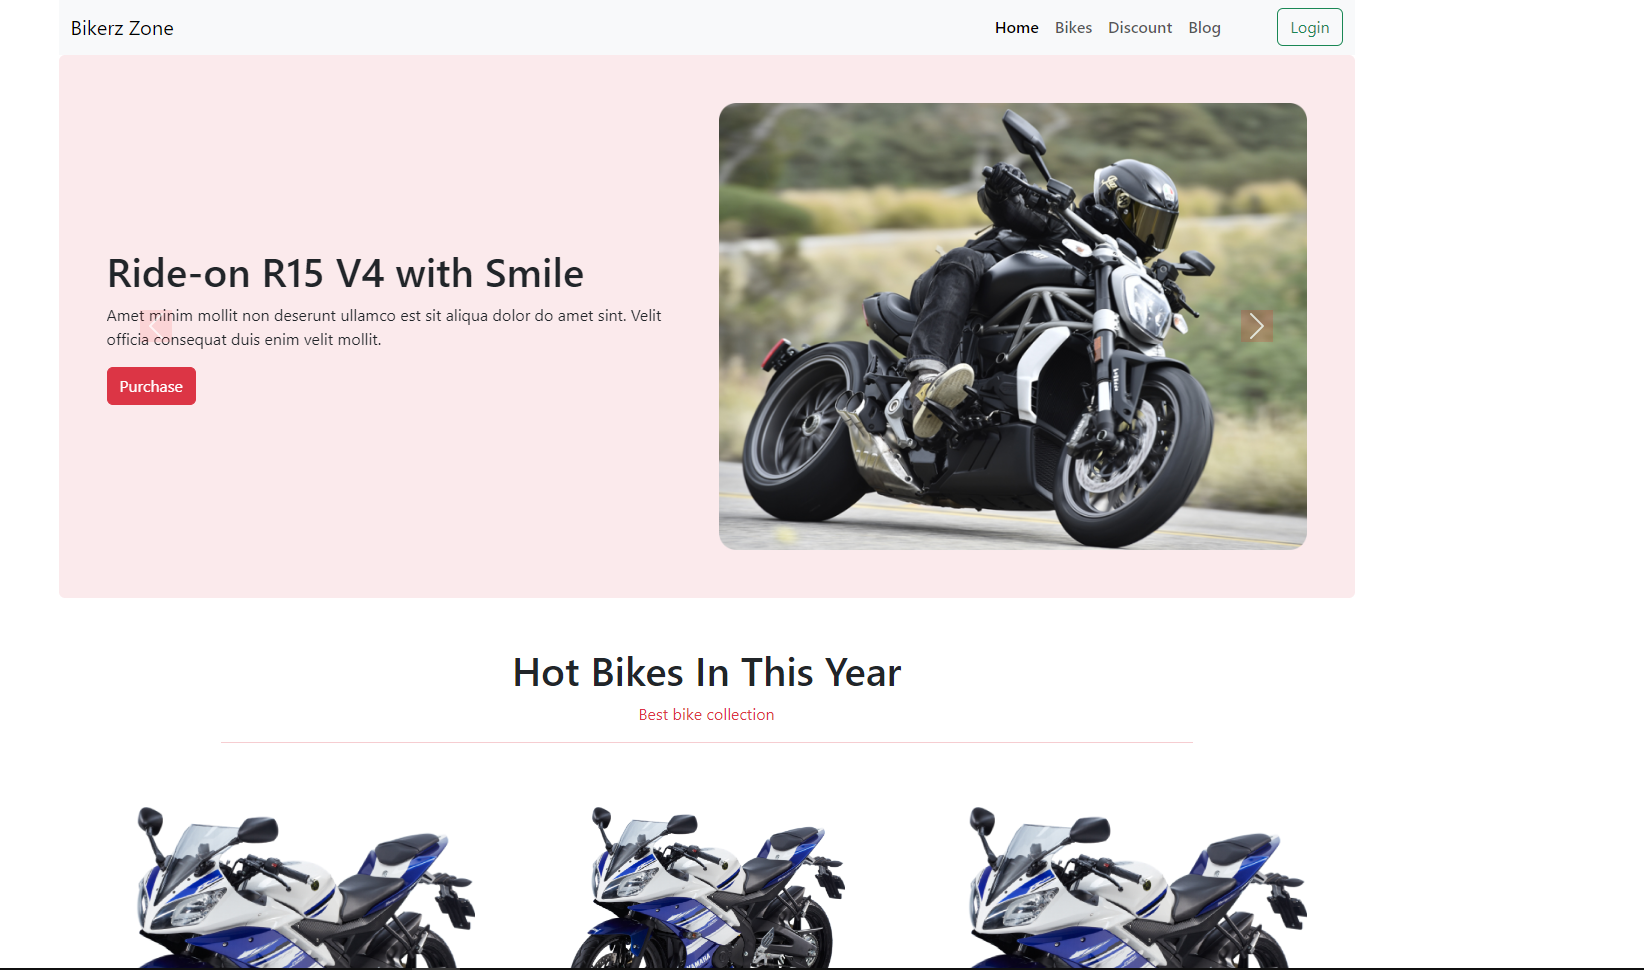 Bikerz Zone
Home Bikes Discount Blog Login
Ride-on R15 V4 with Smile
Amet minim mollit non deserunt ullamco est sit aliqua dolor do amet sint. Velit
officia consequat duis enim velit mollit.
Purchase
Hot Bikes In This Year
Best bike collection
YAMAHA